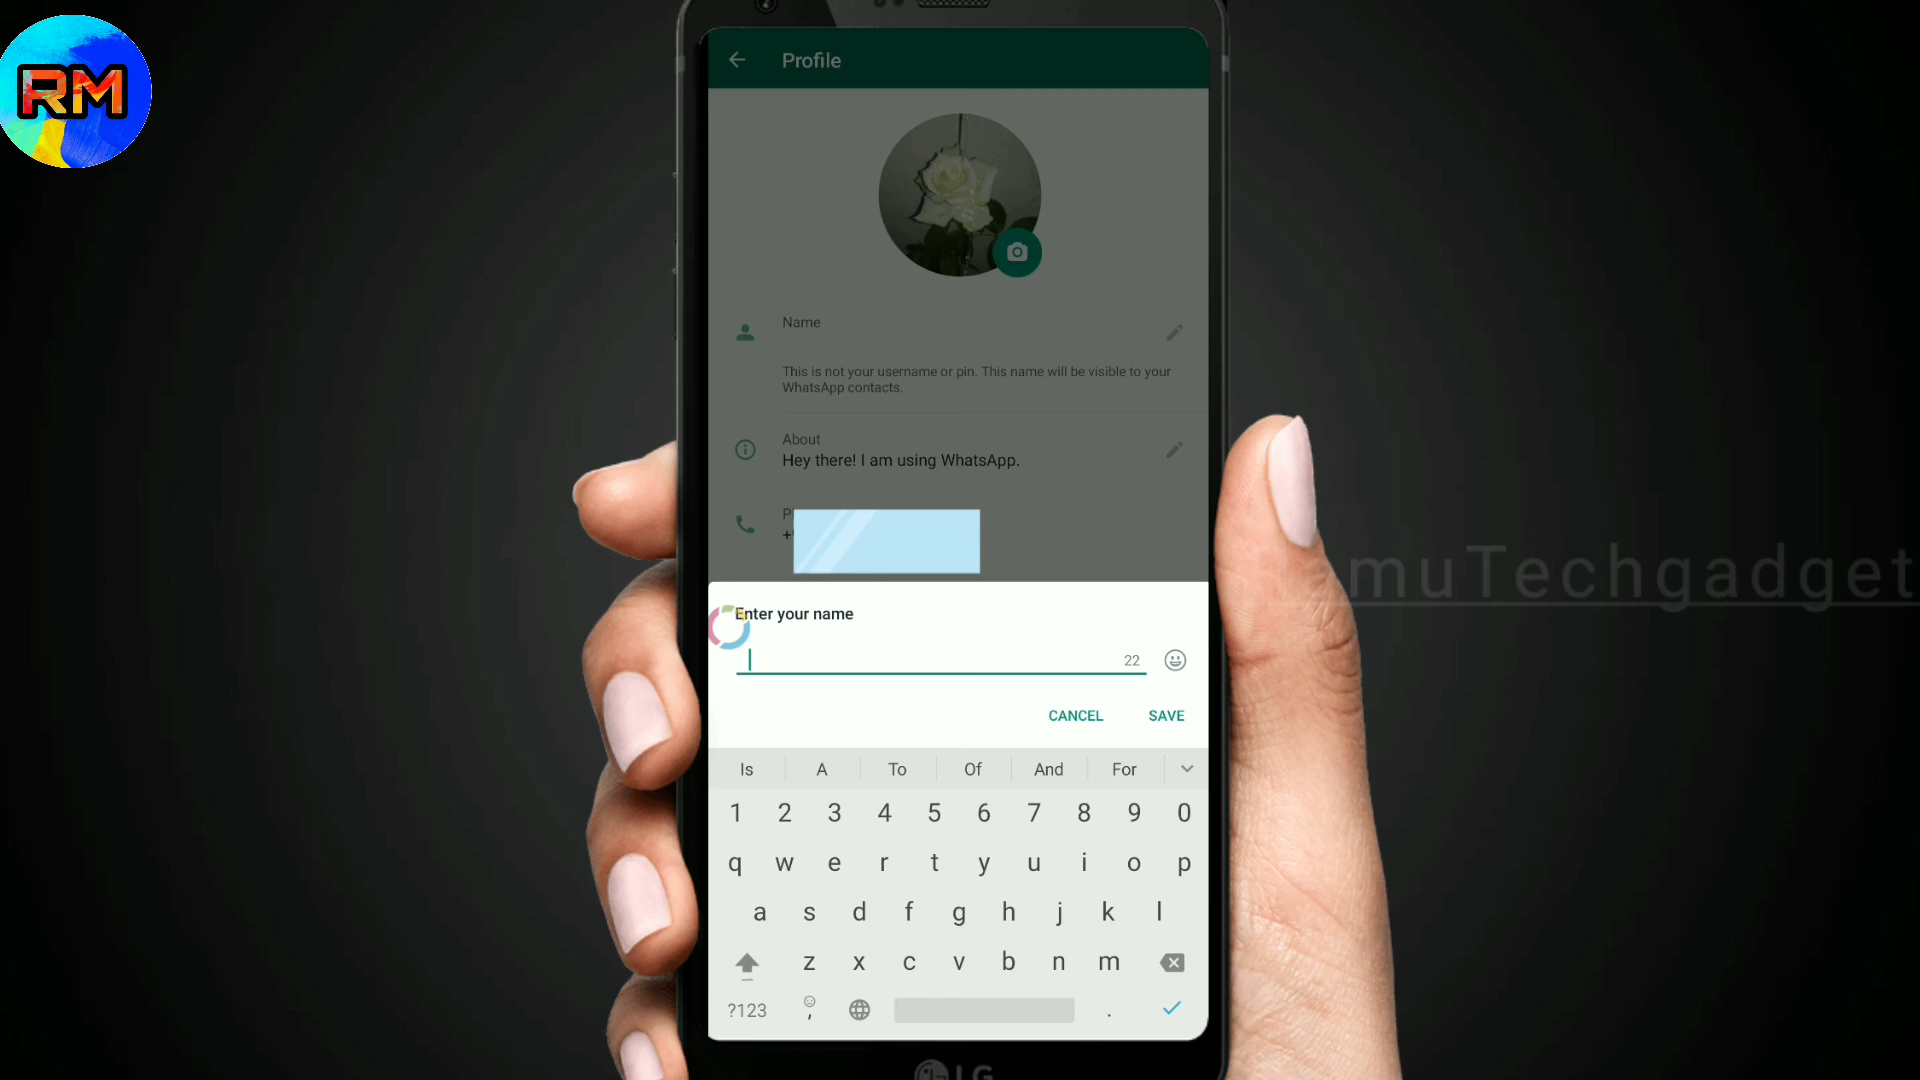 RM
Profile
Name
This is not your username or pin. This name will be visible to your
WhatsApp contacts.
About
Hey there! I am using WhatsApp.
P
+
muTechgadget
Enter your name
22
CANCEL SAVE
Is A To Of And For
1 2 3 4 5 6 7 8 9 0
q w e r t y u i o p
a s d f g h j k l
z x c v b n m
?123 , .
LG